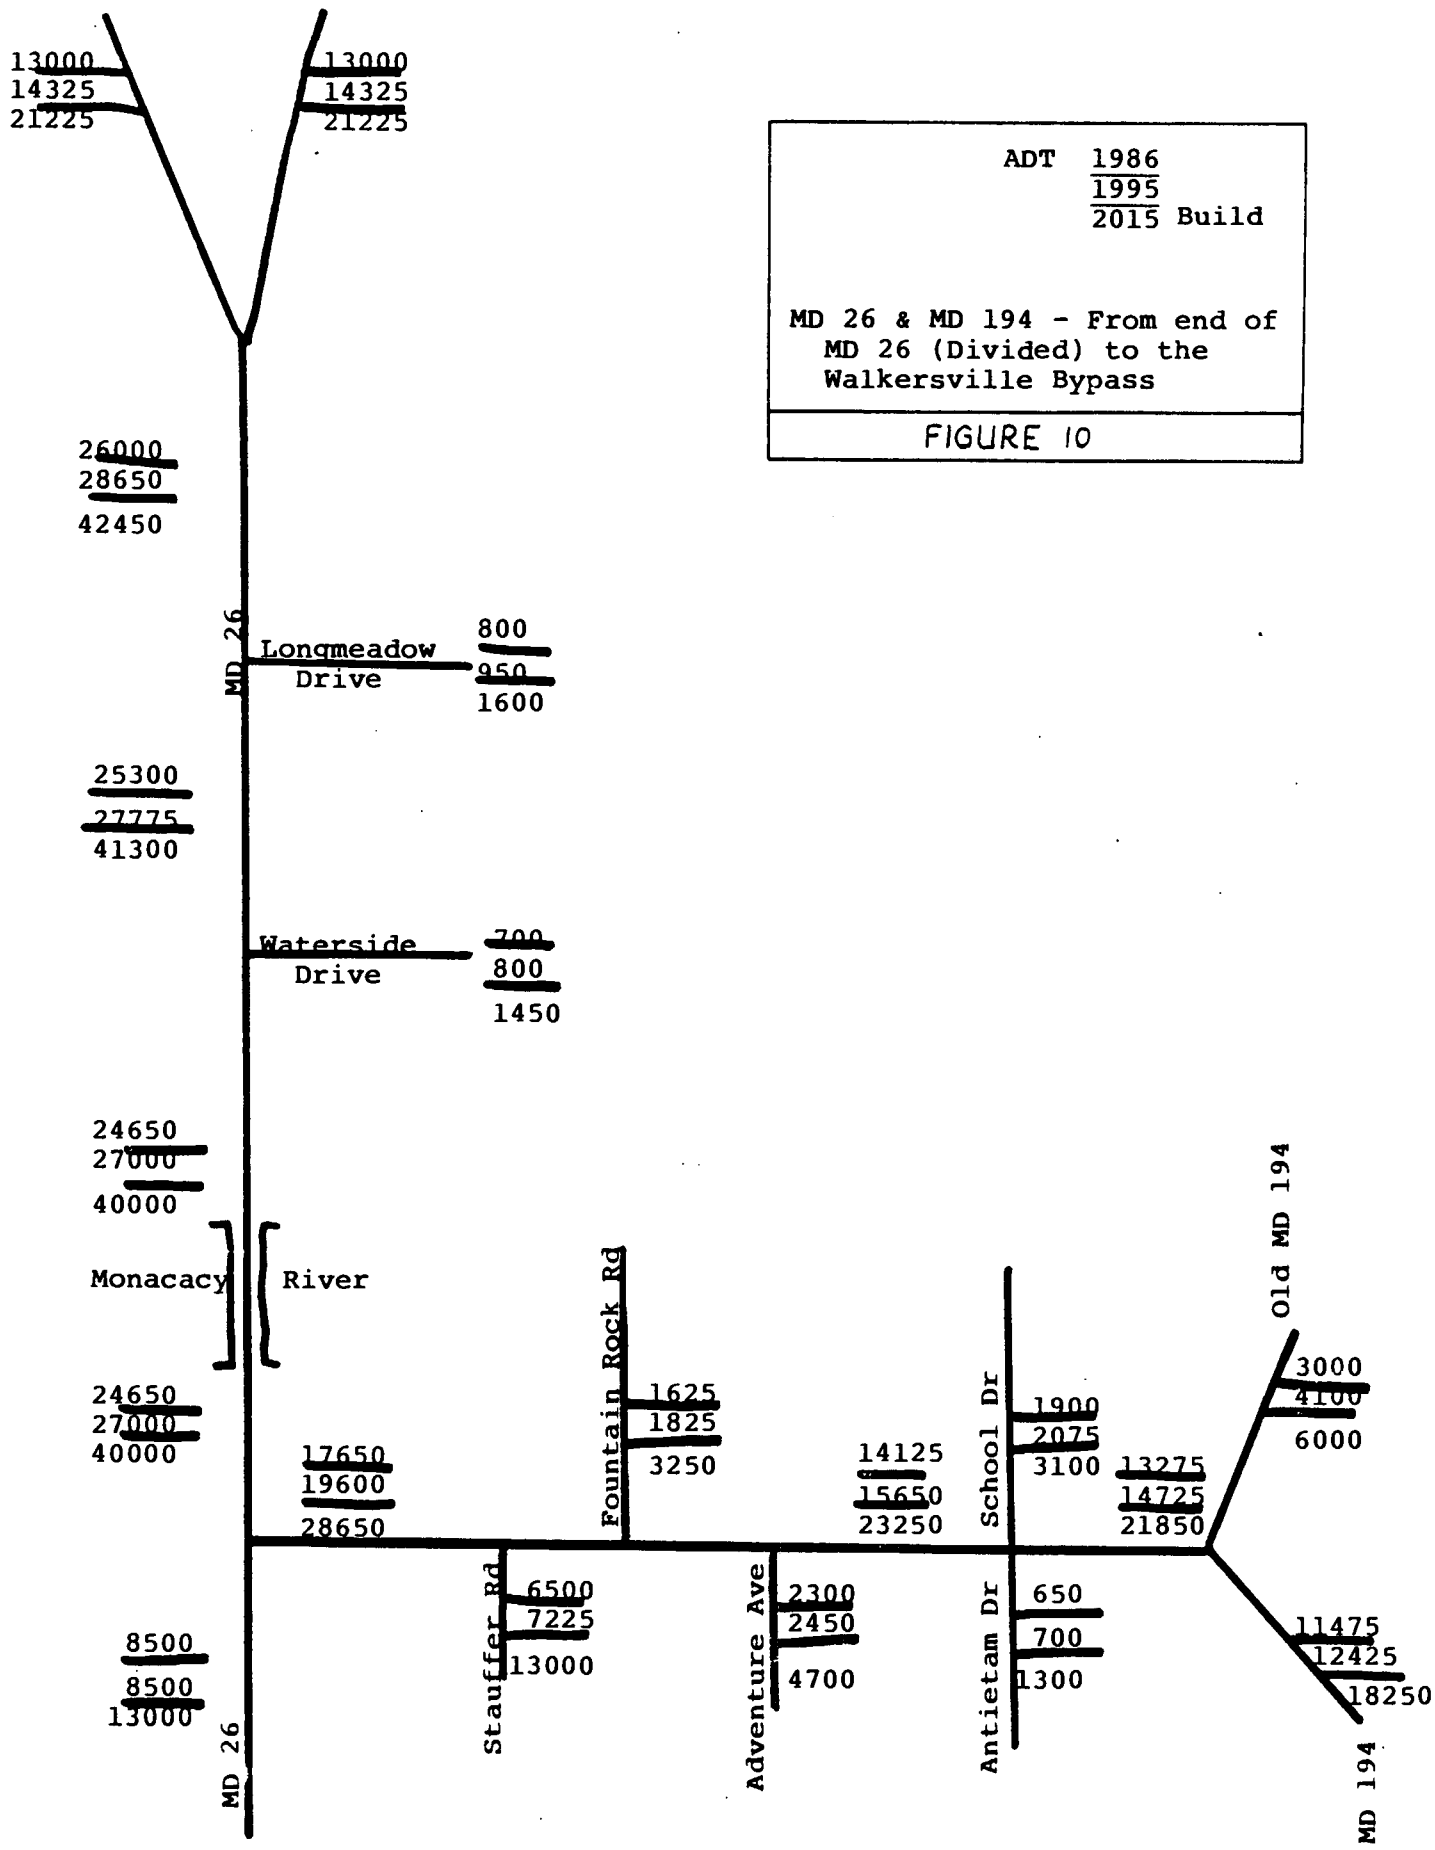 13000
14325
21225
13000
14325
21225
ADT 1986
1995
2015 Build
MD 26 & MD 194 - From end of
MD 26 (Divided) to the
Walkersville Bypass
FIGURE 10
26000
28650
42450
MD 26
Longmeadow
Drive
800
950
1600
25300
27775
41300
Waterside
Drive
700
800
1450
24650
27000
40000
Monacacy River
24650
27000
40000
17650
19600
28650
Fountain Rock Rd
1625
1825
3250
14125
15650
23250
School Dr
1900
2075
3100
13275
14725
21850
Old MD 194
3000
4100
6000
8500
8500
13000
MD 26
Stauffer Rd
6500
7225
13000
Adventure Ave
2300
2450
4700
Antietam Dr
650
700
1300
11475
12425
18250
MD 194